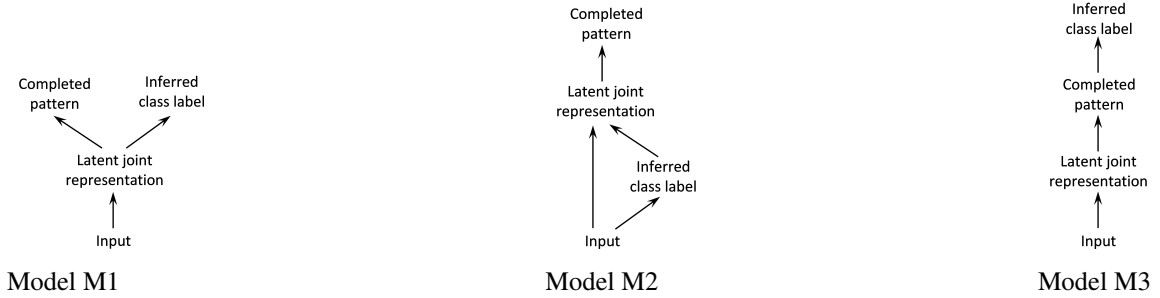 Completed
pattern
Inferred
class label
Latent joint
representation
Input
Model M1
Completed
pattern
Latent joint
representation
Inferred
class label
Input
Model M2
Inferred
class label
Completed
pattern
Latent joint
representation
Input
Model M3